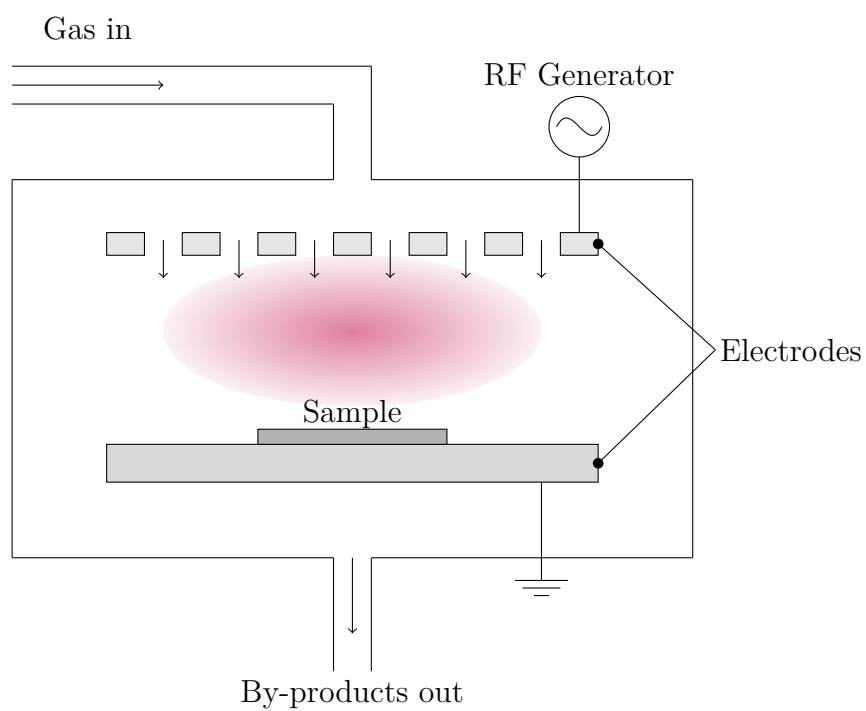 Gas in
RF Generator
Electrodes
Sample
By-products out